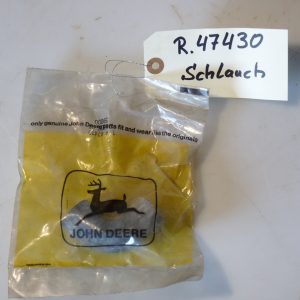 R.47430
Schlauch
only genuine John Deere parts fit and wear like the originals
JOHN DEERE